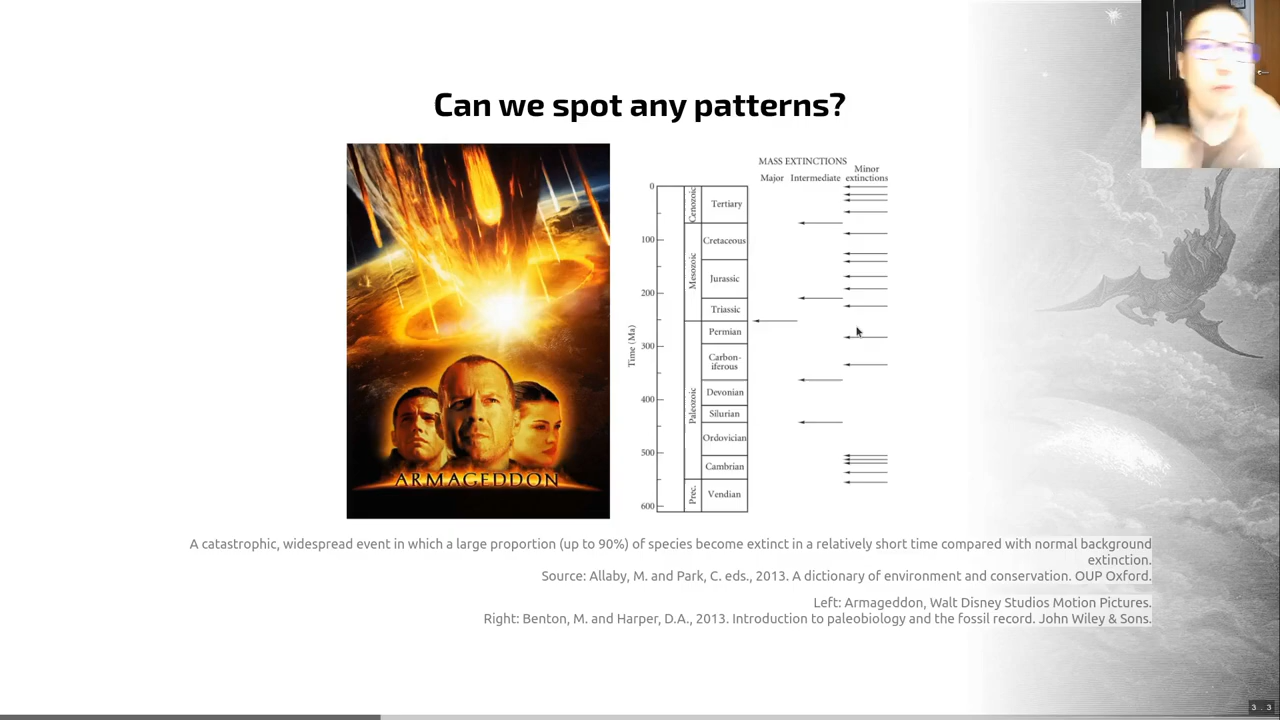 Can we spot any patterns?
ARMAGEDDON
MASS EXTINCTIONS
Major Intermediate Minor extinctions
Time (Ma)
0
100
200
300
400
500
600
Cenozoic
Mesozoic
Paleozoic
Prec.
Tertiary
Cretaceous
Jurassic
Triassic
Permian
Carbon-
iferous
Devonian
Silurian
Ordovician
Cambrian
Vendian
A catastrophic, widespread event in which a large proportion (up to 90%) of species become extinct in a relatively short time compared with normal background
extinction.
Source: Allaby, M. and Park, C. eds., 2013. A dictionary of environment and conservation. OUP Oxford.
Left: Armageddon, Walt Disney Studios Motion Pictures.
Right: Benton, M. and Harper, D.A., 2013. Introduction to paleobiology and the fossil record. John Wiley & Sons.
3 . 3